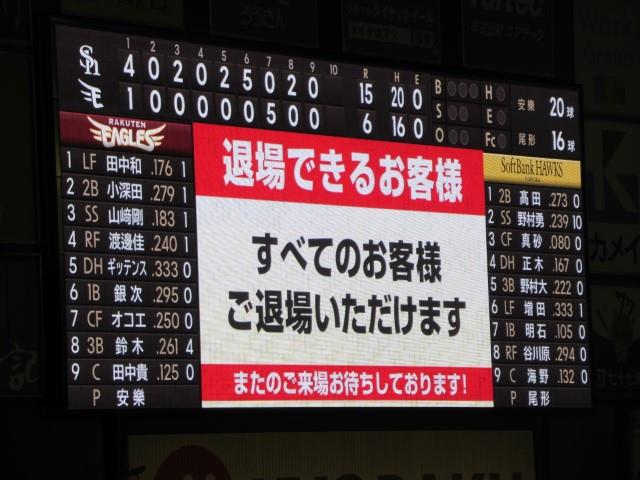 1 2 3 4 5 6 7 8 9 10 R H E
4 0 2 0 2 5 0 2 0 15 20 0
1 0 0 0 0 0 5 0 0 6 16 0
B H 安樂 20球
S E
O Fc 尾形 16球
RAKUTEN EAGLES
1 LF 田中和 .176 1
2 2B 小深田 .279 1
3 SS 山﨑剛 .183 1
4 RF 渡邊佳 .240 1
5 DH ギッテンス .333 0
6 1B 銀次 .295 0
7 CF オコエ .250 0
8 3B 鈴木 .261 4
9 C 田中貴 .125 0
P 安樂
退場できるお客様
すべてのお客様
ご退場いただけます
またのご来場お待ちしております!
SoftBank HAWKS
1 2B 高田 .273 0
2 SS 野村勇 .239 10
3 CF 真砂 .080 0
4 DH 正木 .167 0
5 3B 野村大 .222 0
6 LF 増田 .333 1
7 1B 明石 .105 0
8 RF 谷川原 .294 0
9 C 海野 .132 0
P 尾形